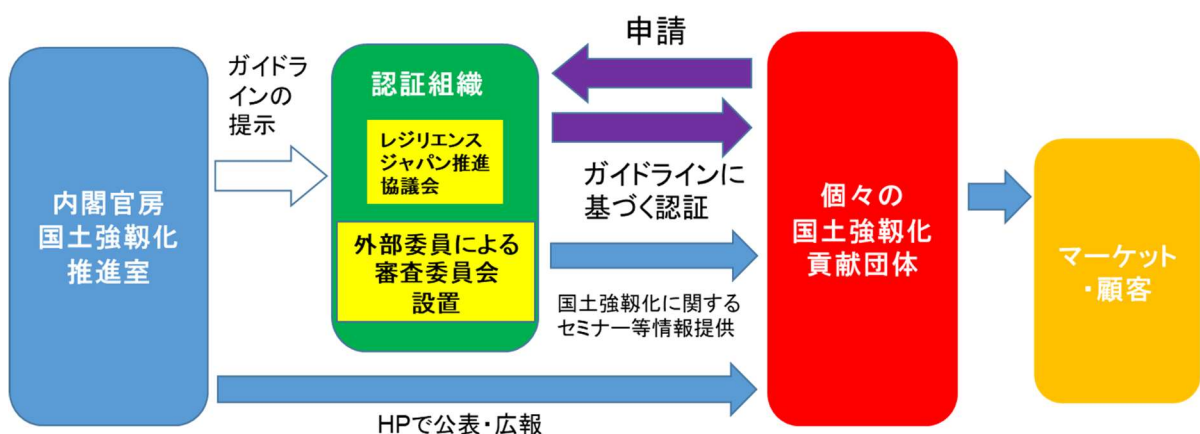 内閣官房
国土強靱化
推進室
ガイドラ
インの
提示
認証組織
レジリエンス
ジャパン推進
協議会
外部委員による
審査委員会
設置
申請
ガイドラインに
基づく認証
国土強靱化に関する
セミナー等情報提供
HPで公表・広報
個々の
国土強靱化
貢献団体
マーケット
・顧客